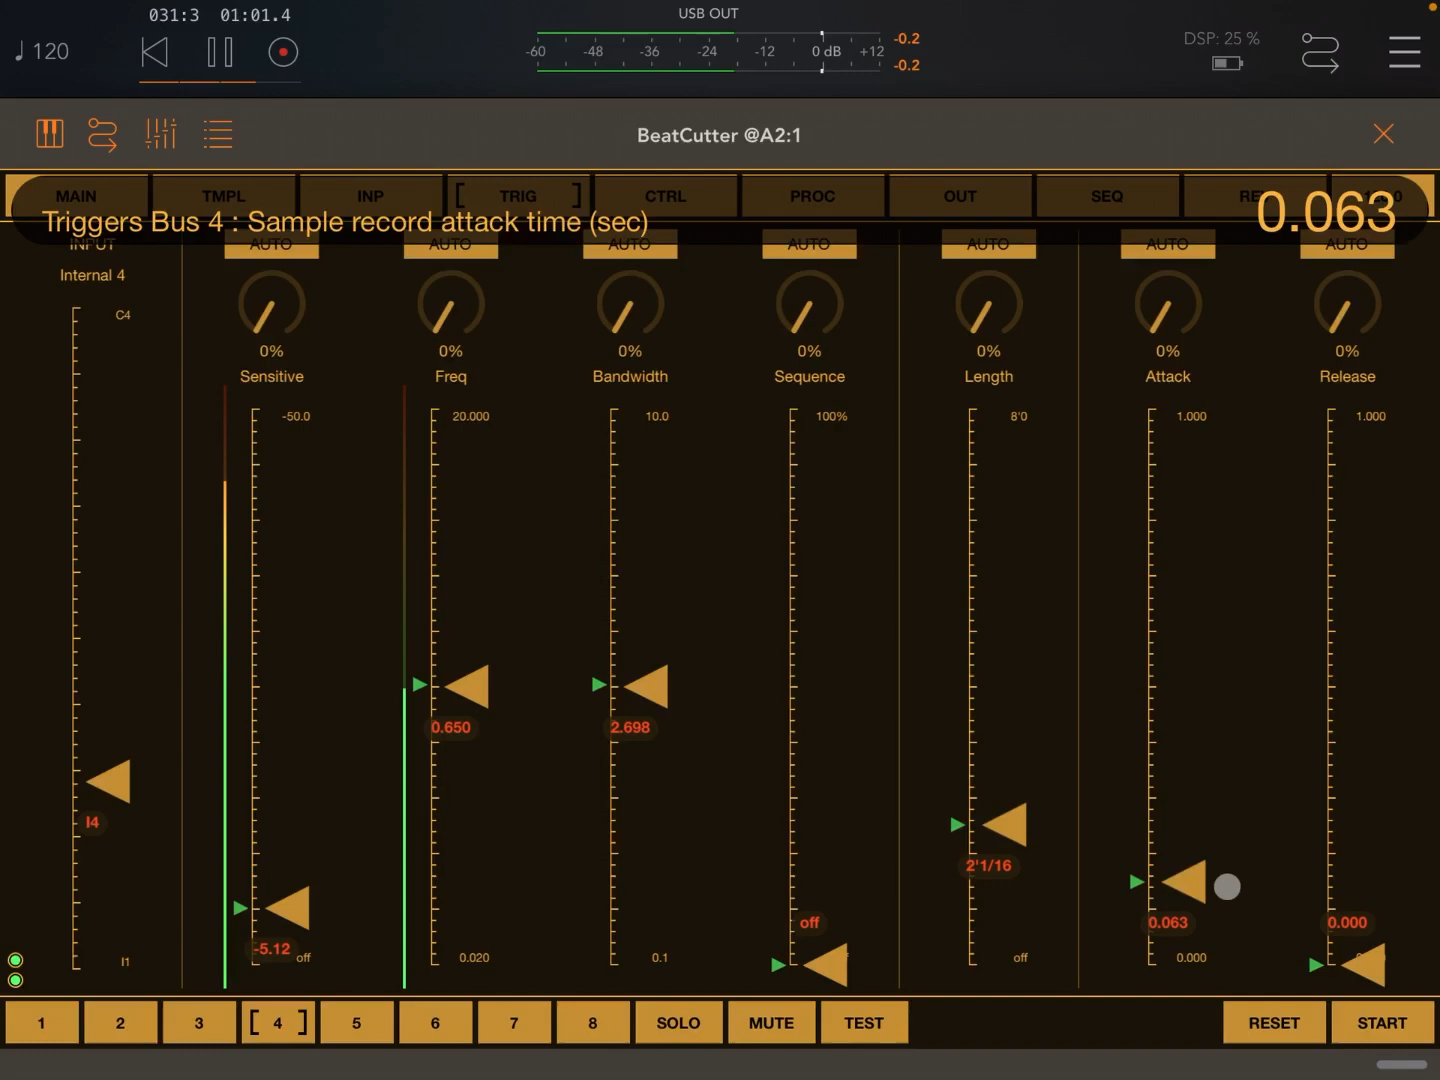 031:3 01:01.4
USB OUT
♩120
-60 -48 -36 -24 -12 0 dB +12
-0.2
-0.2
DSP: 25 %
BeatCutter @A2:1
MAIN TMPL INP [ TRIG ] CTRL PROC OUT SEQ
Triggers Bus 4 : Sample record attack time (sec) 0.063
INPUT AUTO AUTO AUTO AUTO AUTO AUTO AUTO
Internal 4
C4
0% 0% 0% 0% 0% 0% 0%
Sensitive Freq Bandwidth Sequence Length Attack Release
-50.0 20.000 10.0 100% 8'0 1.000 1.000
0.650 2.698
I4
2'1/16
off 0.063 0.000
-5.12
I1 off 0.020 0.1 off 0.000
1 2 3 [ 4 ] 5 6 7 8 SOLO MUTE TEST RESET START